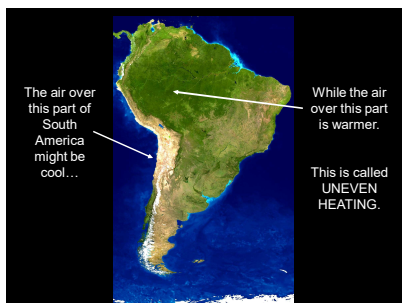 The air over
this part of
South
America
might be
cool…
While the air
over this part
is warmer.
This is called
UNEVEN
HEATING.